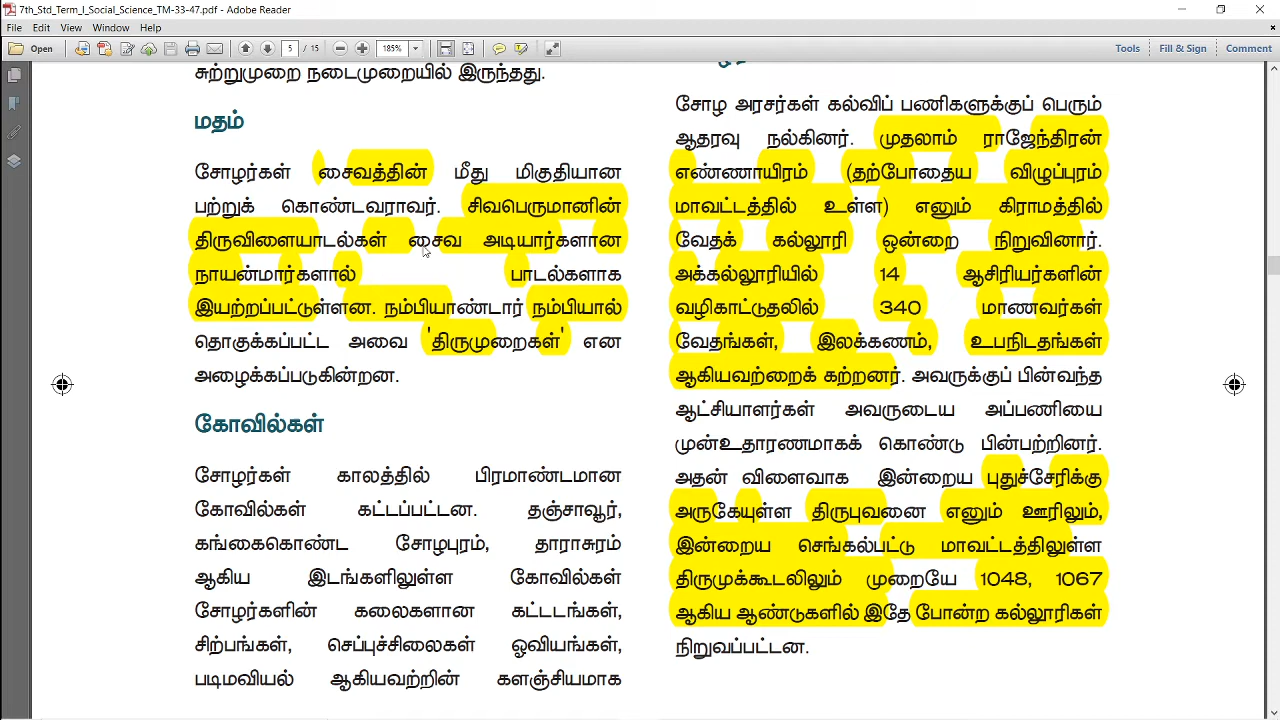 7th_Std_Term_I_Social_Science_TM-33-47.pdf - Adobe Reader
File Edit View Window Help
Open 5 / 15 185% Tools Fill & Sign Comment
சுற்றுமுறை நடைமுறையில் இருந்தது.
மதம்
சோழர்கள் சைவத்தின் மீது மிகுதியான
பற்றுக் கொண்டவராவர். சிவபெருமானின்
திருவிளையாடல்கள் சைவ அடியார்களான
நாயன்மார்களால் பாடல்களாக
இயற்றப்பட்டுள்ளன. நம்பியாண்டார் நம்பியால்
தொகுக்கப்பட்ட அவை 'திருமுறைகள்' என
அழைக்கப்படுகின்றன.
கோவில்கள்
சோழர்கள் காலத்தில் பிரமாண்டமான
கோவில்கள் கட்டப்பட்டன. தஞ்சாவூர்,
கங்கைகொண்ட சோழபுரம், தாராசுரம்
ஆகிய இடங்களிலுள்ள கோவில்கள்
சோழர்களின் கலைகளான கட்டடங்கள்,
சிற்பங்கள், செப்புச்சிலைகள் ஓவியங்கள்,
படிமவியல் ஆகியவற்றின் களஞ்சியமாக
சோழ அரசர்கள் கல்விப் பணிகளுக்குப் பெரும்
ஆதரவு நல்கினர். முதலாம் ராஜேந்திரன்
எண்ணாயிரம் (தற்போதைய விழுப்புரம்
மாவட்டத்தில் உள்ள) எனும் கிராமத்தில்
வேதக் கல்லூரி ஒன்றை நிறுவினார்.
அக்கல்லூரியில் 14 ஆசிரியர்களின்
வழிகாட்டுதலில் 340 மாணவர்கள்
வேதங்கள், இலக்கணம், உபநிடதங்கள்
ஆகியவற்றைக் கற்றனர். அவருக்குப் பின்வந்த
ஆட்சியாளர்கள் அவருடைய அப்பணியை
முன்உதாரணமாகக் கொண்டு பின்பற்றினர்.
அதன் விளைவாக இன்றைய புதுச்சேரிக்கு
அருகேயுள்ள திருபுவனை எனும் ஊரிலும்,
இன்றைய செங்கல்பட்டு மாவட்டத்திலுள்ள
திருமுக்கூடலிலும் முறையே 1048, 1067
ஆகிய ஆண்டுகளில் இதே போன்ற கல்லூரிகள்
நிறுவப்பட்டன.